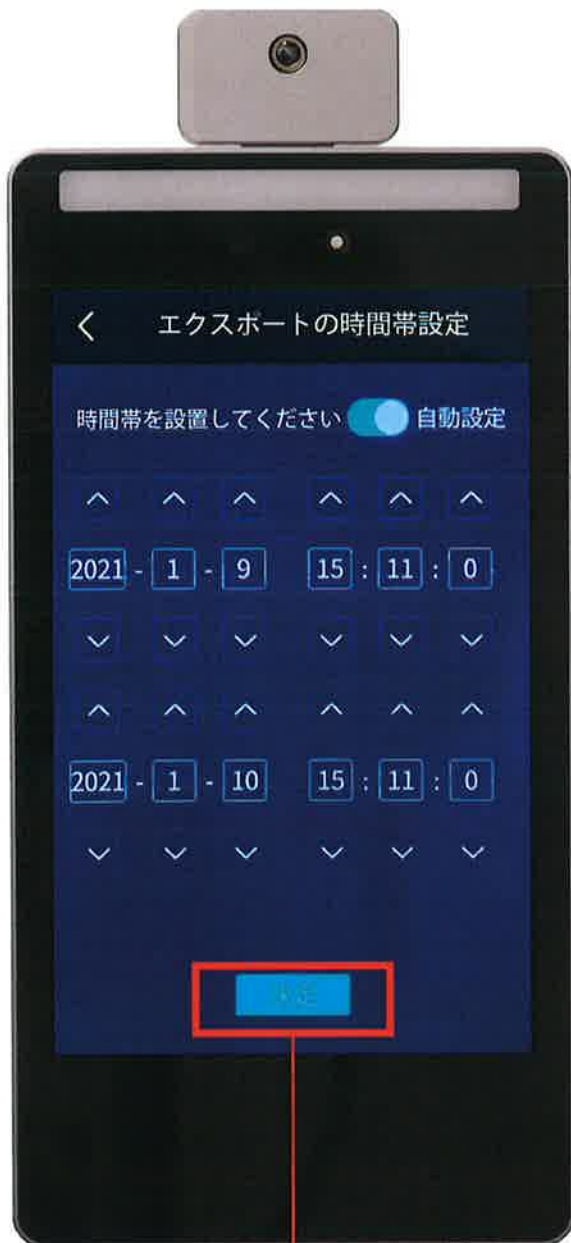 エクスポートの時間帯設定
時間帯を設置してください 自動設定
2021 - 1 - 9 15 : 11 : 0
2021 - 1 - 10 15 : 11 : 0